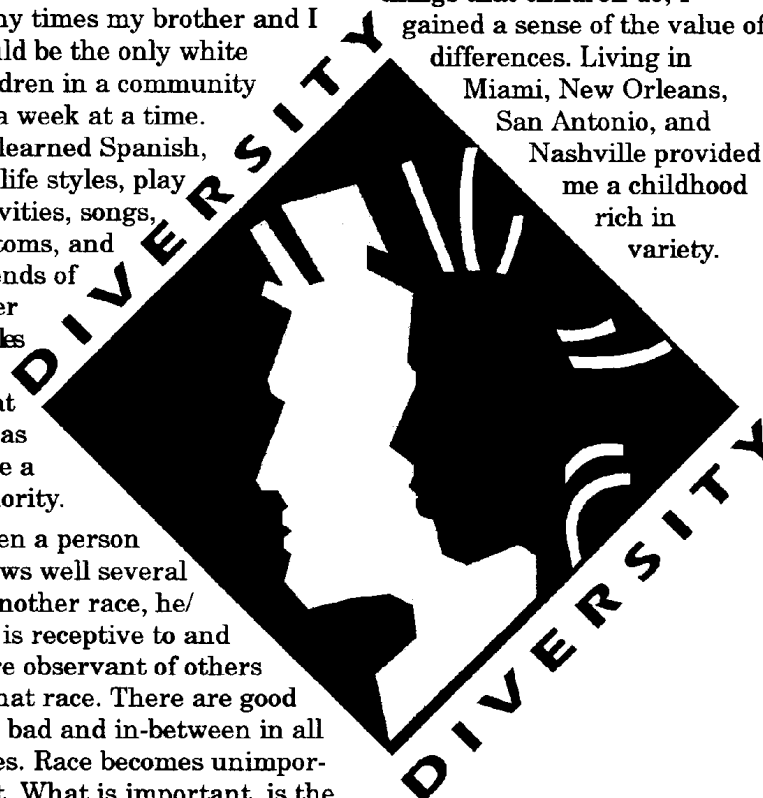 ny times my brother and I
uld be the only white
dren in a community
a week at a time.
learned Spanish,
life styles, play
vities, songs,
toms, and
ends of
er
les
at
as
e a
ority.
en a person
ws well several
nother race, he/
is receptive to and
re observant of others
hat race. There are good
bad and in-between in all
es. Race becomes unimpor-
t. What is important, is the
DIVERSITY
gained a sense of the value of
differences. Living in
Miami, New Orleans,
San Antonio, and
Nashville provided
me a childhood
rich in
variety.
DIVERSITY